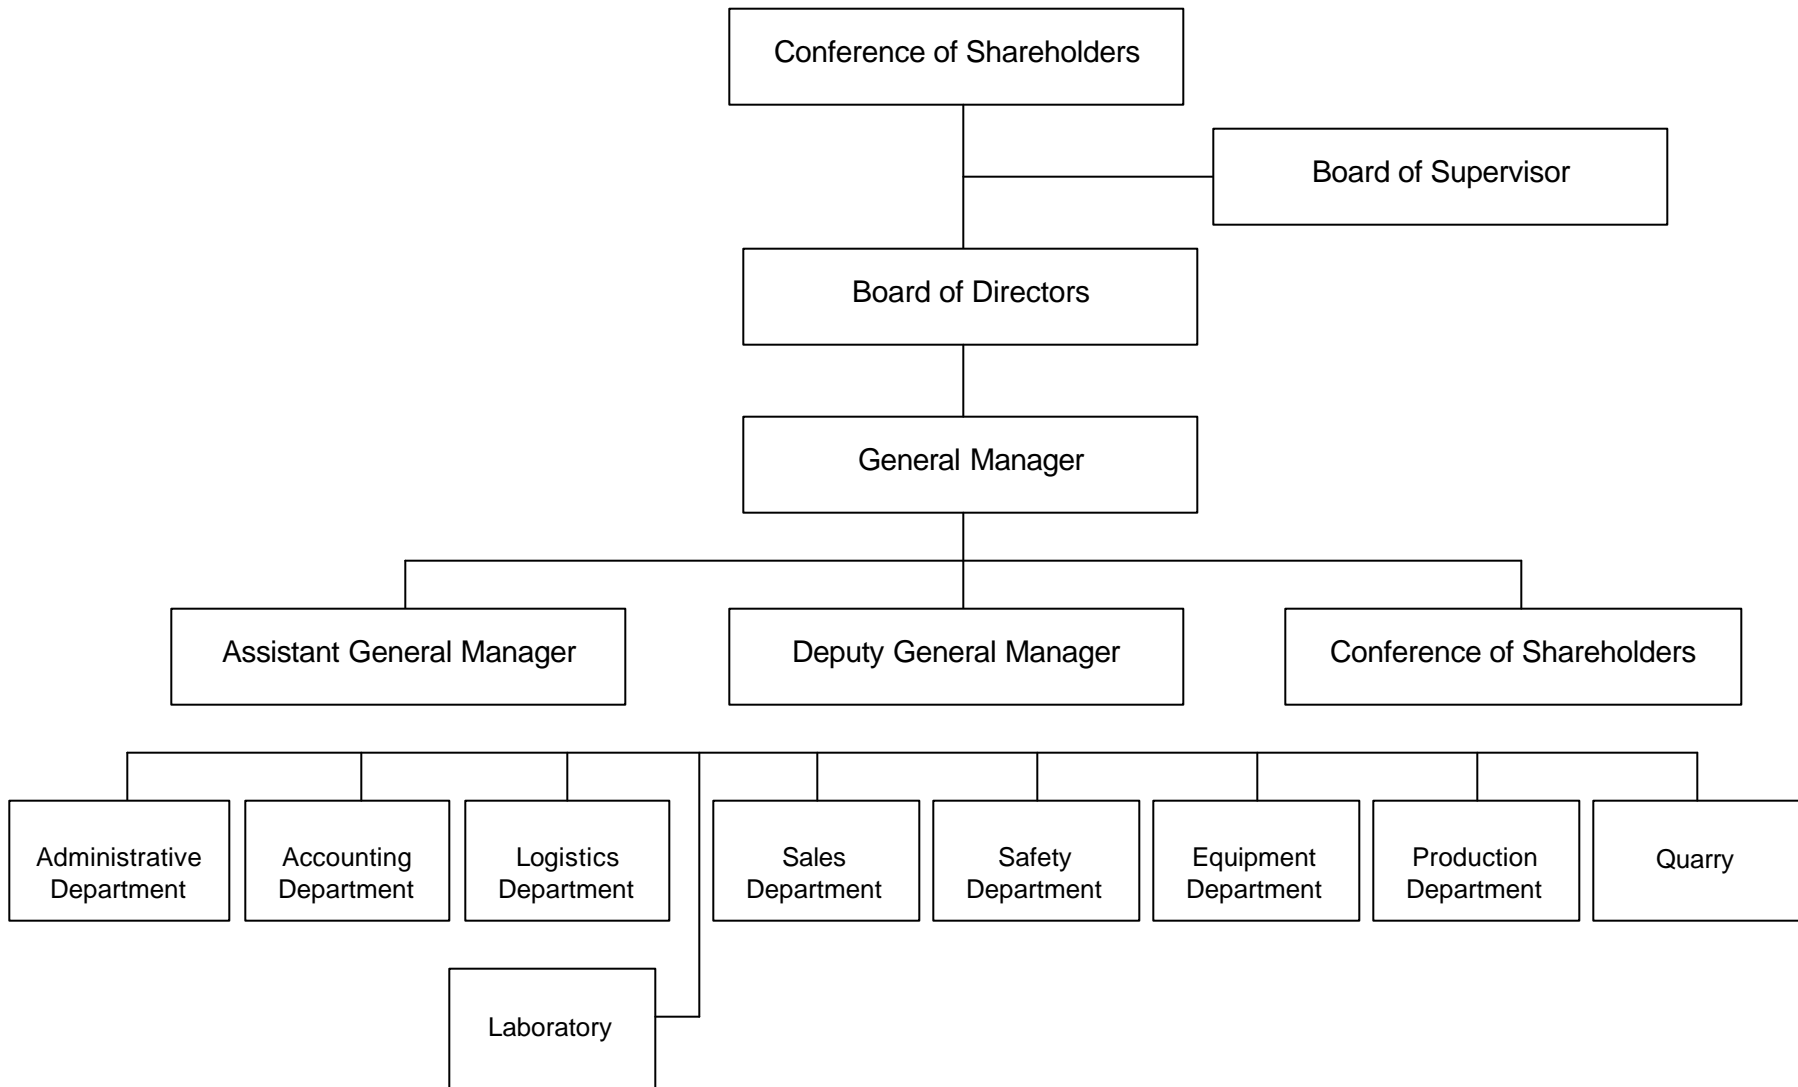 Conference of Shareholders
Board of Supervisor
Board of Directors
General Manager
Assistant General Manager
Deputy General Manager
Conference of Shareholders
Administrative
Department
Accounting
Department
Logistics
Department
Sales
Department
Safety
Department
Equipment
Department
Production
Department
Quarry
Laboratory